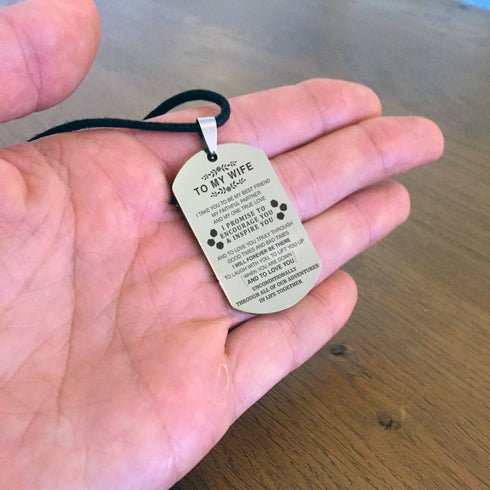 TO MY WIFE
I TAKE YOU TO BE MY BEST FRIEND
MY FAITHFUL PARTNER
AND MY ONE TRUE LOVE
I PROMISE TO
ENCOURAGE YOU
& INSPIRE YOU
AND TO LOVE YOU TRULY THROUGH
GOOD TIMES AND BAD TIMES
I WILL FOREVER BE THERE
TO LAUGH WITH YOU, TO LIFT YOU UP
WHEN YOU ARE DOWN
AND TO LOVE YOU
UNCONDITIONALLY
THROUGH ALL OF OUR ADVENTURES
IN LIFE TOGETHER